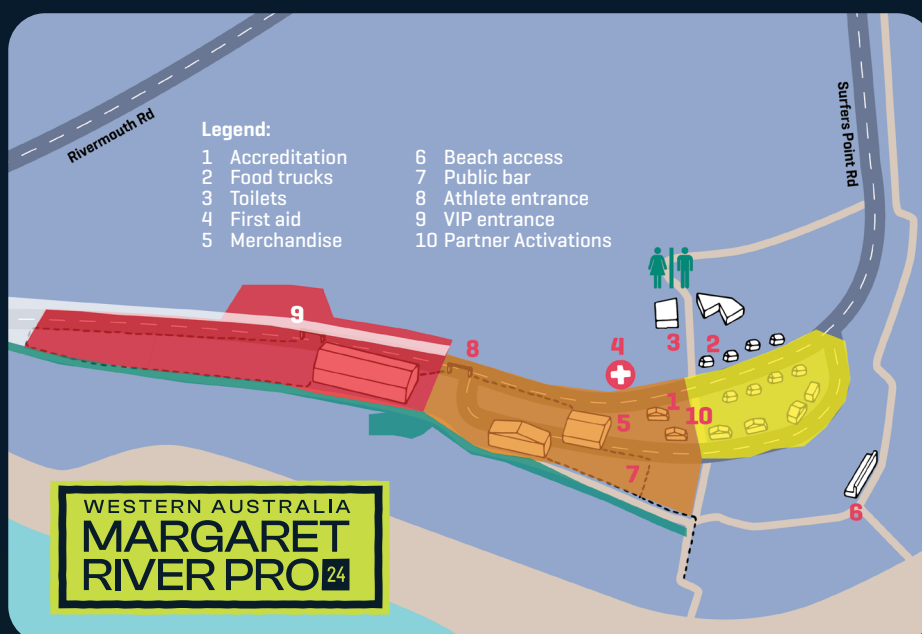 Rivermouth Rd
Surfers Point Rd
Legend:
1 Accreditation
2 Food trucks
3 Toilets
4 First aid
5 Merchandise
6 Beach access
7 Public bar
8 Athlete entrance
9 VIP entrance
10 Partner Activations
9
8
4
3
2
1
10
5
7
6
WESTERN AUSTRALIA
MARGARET
RIVER PRO 24